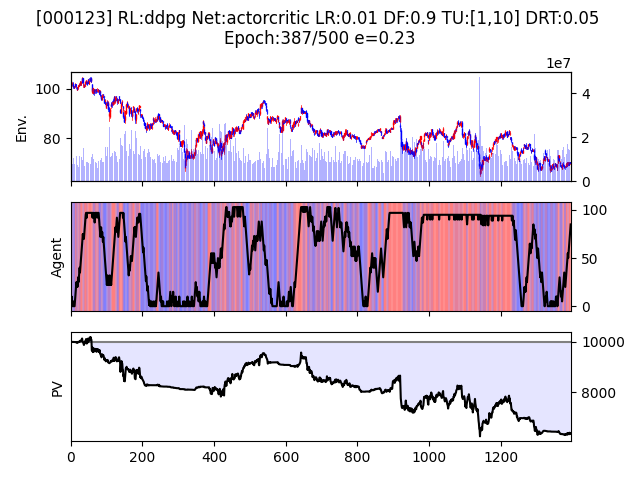 [000123] RL:ddpg Net:actorcritic LR:0.01 DF:0.9 TU:[1,10] DRT:0.05
Epoch:387/500 e=0.23
1e7
Env.
100
80
4
2
0
Agent
100
50
0
PV
10000
8000
0 200 400 600 800 1000 1200